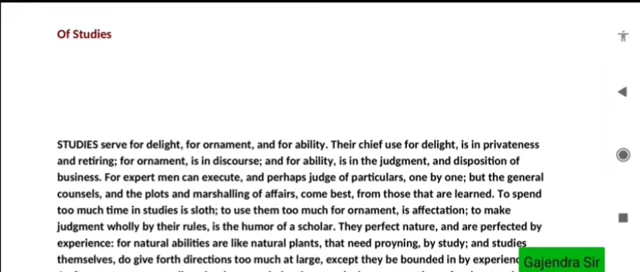 Of Studies
STUDIES serve for delight, for ornament, and for ability. Their chief use for delight, is in privateness
and retiring; for ornament, is in discourse; and for ability, is in the judgment, and disposition of
business. For expert men can execute, and perhaps judge of particulars, one by one; but the general
counsels, and the plots and marshalling of affairs, come best, from those that are learned. To spend
too much time in studies is sloth; to use them too much for ornament, is affectation; to make
judgment wholly by their rules, is the humor of a scholar. They perfect nature, and are perfected by
experience: for natural abilities are like natural plants, that need proyning, by study; and studies
themselves, do give forth directions too much at large, except they be bounded in by
Gajendra Sir